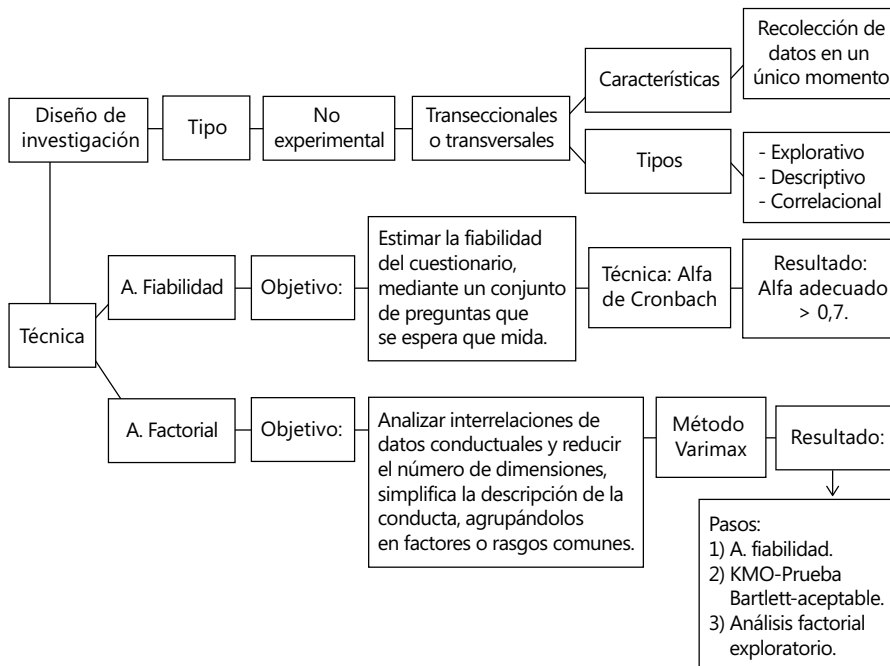 Diseño de
investigación
Tipo
No
experimental
Transeccionales
o transversales
Características
Recolección de
datos en un
único momento
Tipos
- Explorativo
- Descriptivo
- Correlacional
Técnica
A. Fiabilidad
Objetivo:
Estimar la fiabilidad
del cuestionario,
mediante un conjunto
de preguntas que
se espera que mida.
Técnica: Alfa
de Cronbach
Resultado:
Alfa adecuado
> 0,7.
A. Factorial
Objetivo:
Analizar interrelaciones de
datos conductuales y reducir
el número de dimensiones,
simplifica la descripción de la
conducta, agrupándolos
en factores o rasgos comunes.
Método
Varimax
Resultado:
Pasos:
1) A. fiabilidad.
2) KMO-Prueba
Bartlett-aceptable.
3) Análisis factorial
exploratorio.